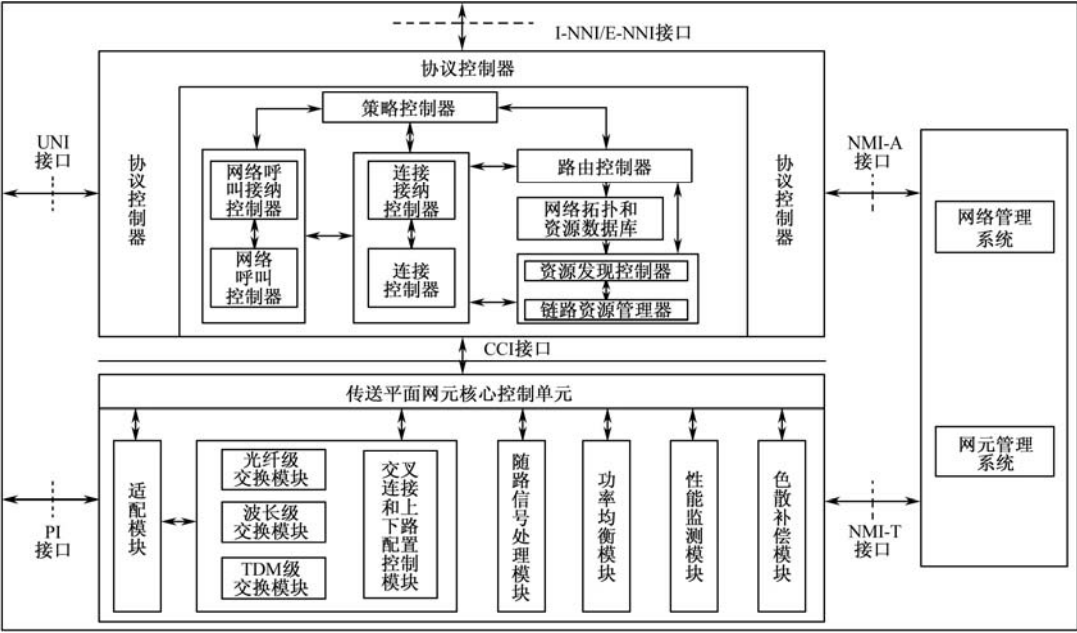 I-NNI/E-NNI接口
协议控制器
策略控制器
UNI
接口
协议控制器
网络呼
叫接纳
控制器
网络
呼叫
控制器
连接
接纳
控制器
连接
控制器
路由控制器
网络拓扑和
资源数据库
资源发现控制器
链路资源管理器
协议控制器
NMI-A
接口
网络管理
系统
CCI接口
传送平面网元核心控制单元
PI
接口
适配模块
光纤级
交换模块
波长级
交换模块
TDM级
交换模块
交叉
连接上
和下路
配置
控制
模块
随路信号处理模块
功率均衡模块
性能监测模块
色散补偿模块
NMI-T
接口
网元管理
系统